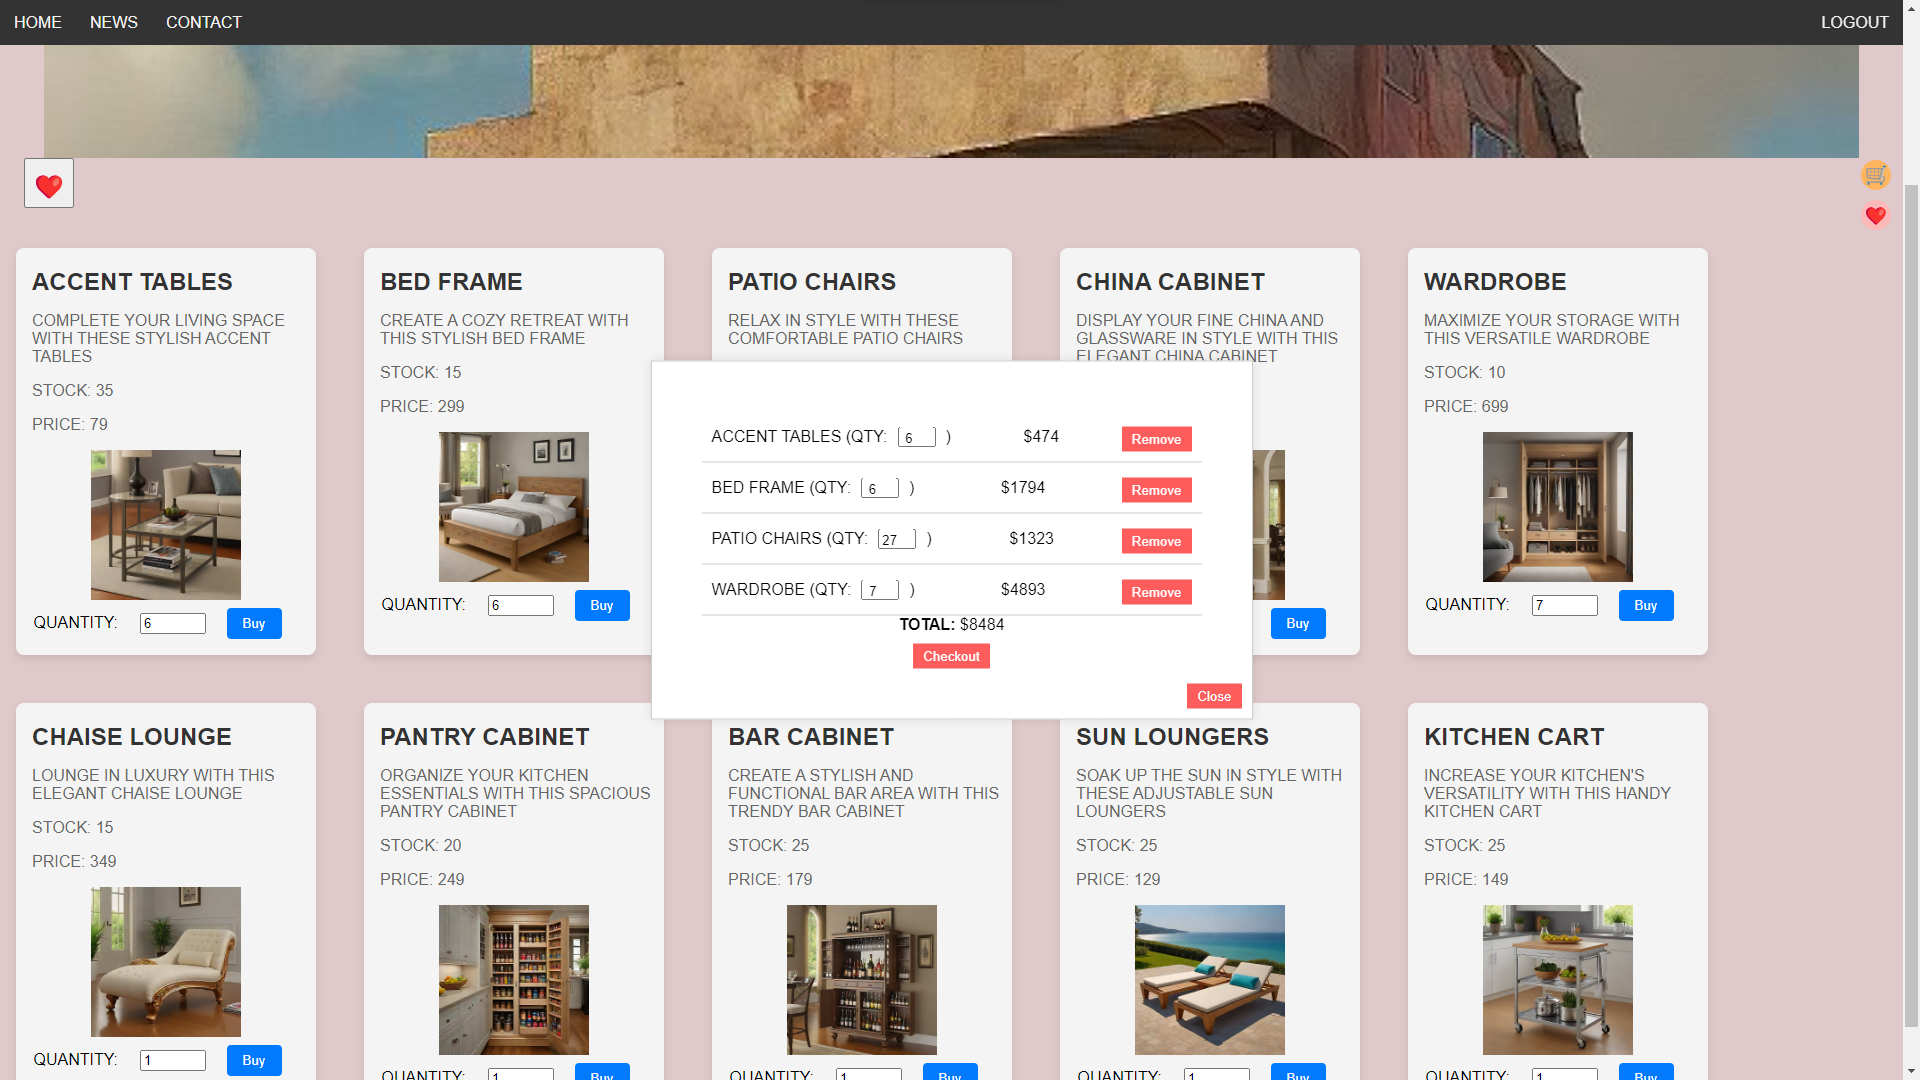 HOME NEWS CONTACT LOGOUT
ACCENT TABLES
COMPLETE YOUR LIVING SPACE
WITH THESE STYLISH ACCENT
TABLES
STOCK: 35
PRICE: 79
QUANTITY: 6 Buy
BED FRAME
CREATE A COZY RETREAT WITH
THIS STYLISH BED FRAME
STOCK: 15
PRICE: 299
QUANTITY: 6 Buy
PATIO CHAIRS
RELAX IN STYLE WITH THESE
COMFORTABLE PATIO CHAIRS
CHINA CABINET
DISPLAY YOUR FINE CHINA AND
GLASSWARE IN STYLE WITH THIS
ELEGANT CHINA CABINET
Buy
WARDROBE
MAXIMIZE YOUR STORAGE WITH
THIS VERSATILE WARDROBE
STOCK: 10
PRICE: 699
QUANTITY: 7 Buy
ACCENT TABLES (QTY: 6 ) $474 Remove
BED FRAME (QTY: 6 ) $1794 Remove
PATIO CHAIRS (QTY: 27 ) $1323 Remove
WARDROBE (QTY: 7 ) $4893 Remove
TOTAL: $8484
Checkout
Close
CHAISE LOUNGE
LOUNGE IN LUXURY WITH THIS
ELEGANT CHAISE LOUNGE
STOCK: 15
PRICE: 349
QUANTITY: 1 Buy
PANTRY CABINET
ORGANIZE YOUR KITCHEN
ESSENTIALS WITH THIS SPACIOUS
PANTRY CABINET
STOCK: 20
PRICE: 249
QUANTITY: 1 Buy
BAR CABINET
CREATE A STYLISH AND
FUNCTIONAL BAR AREA WITH THIS
TRENDY BAR CABINET
STOCK: 25
PRICE: 179
QUANTITY: 1 Buy
SUN LOUNGERS
SOAK UP THE SUN IN STYLE WITH
THESE ADJUSTABLE SUN
LOUNGERS
STOCK: 25
PRICE: 129
QUANTITY: 1 Buy
KITCHEN CART
INCREASE YOUR KITCHEN'S
VERSATILITY WITH THIS HANDY
KITCHEN CART
STOCK: 25
PRICE: 149
QUANTITY: 1 Buy